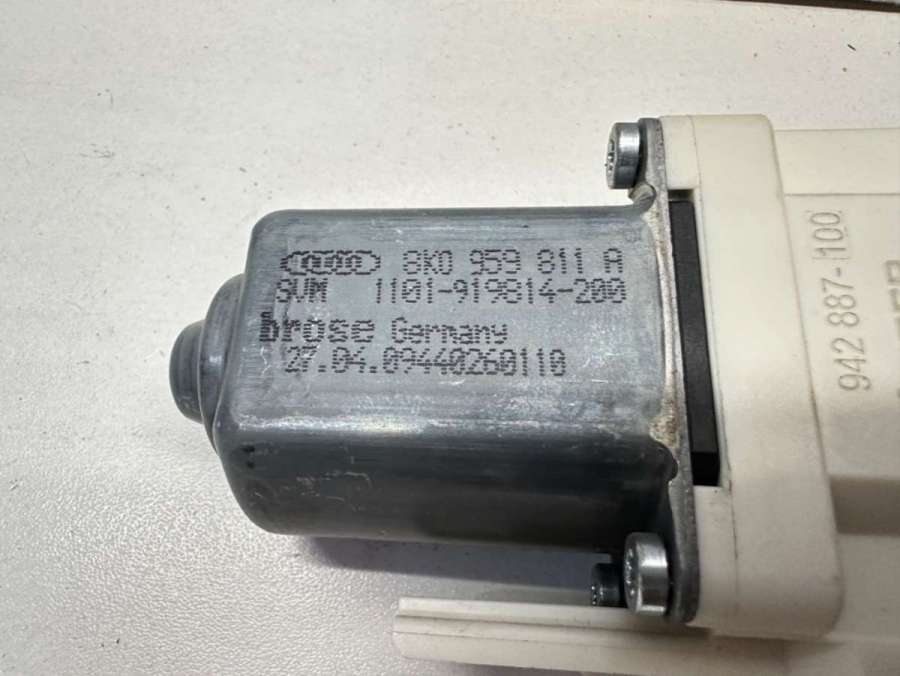 8K0 959 811 A
SVM 1101-919814-200
brose Germany
27.04.09440260110
942 887-100